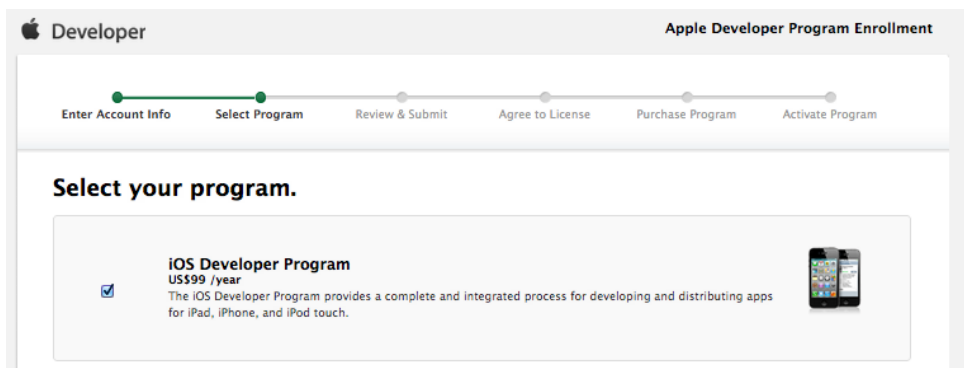 Developer
Apple Developer Program Enrollment
Enter Account Info
Select Program
Review & Submit
Agree to License
Purchase Program
Activate Program
Select your program.
iOS Developer Program
US$99 /year
The iOS Developer Program provides a complete and integrated process for developing and distributing apps
for iPad, iPhone, and iPod touch.